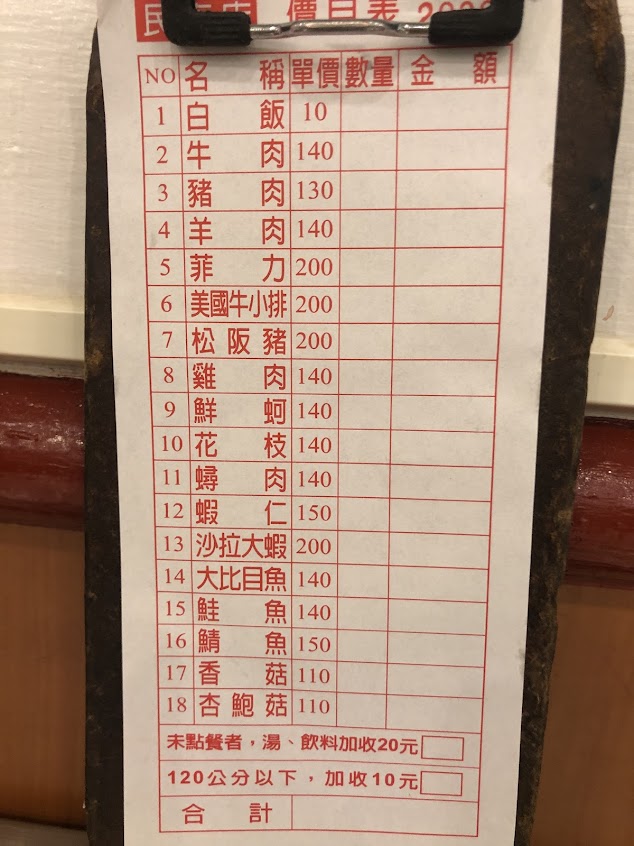 價目表
NO 名稱 單價 數量 金額
1 白飯 10
2 牛肉 140
3 豬肉 130
4 羊肉 140
5 菲力 200
6 美國牛小排 200
7 松阪豬 200
8 雞肉 140
9 鮮蚵 140
10 花枝 140
11 蟳肉 140
12 蝦仁 150
13 沙拉大蝦 200
14 大比目魚 140
15 鮭魚 140
16 鯖魚 150
17 香菇 110
18 杏鮑菇 110
未點餐者，湯、飲料加收20元
120公分以下，加收10元
合計